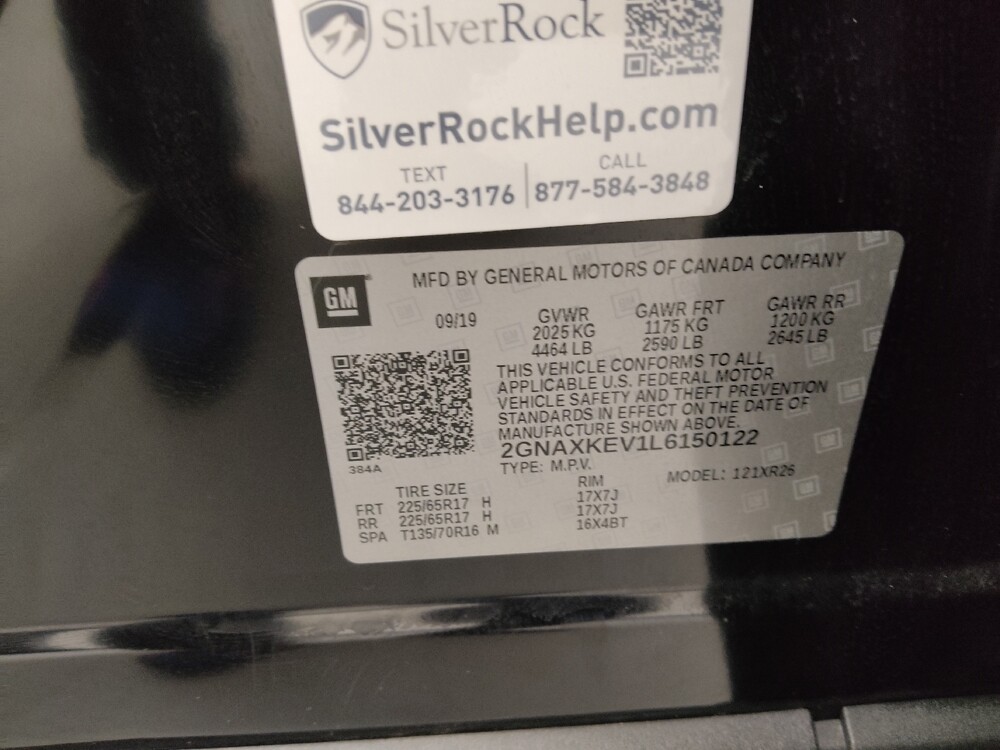 SilverRock
SilverRockHelp.com
TEXT CALL
844-203-3176 877-584-3848
GM
MFD BY GENERAL MOTORS OF CANADA COMPANY
09/19 GVWR GAWR FRT GAWR RR
2025 KG 1175 KG 1200 KG
4464 LB 2590 LB 2645 LB
THIS VEHICLE CONFORMS TO ALL
APPLICABLE U.S. FEDERAL MOTOR
VEHICLE SAFETY AND THEFT PREVENTION
STANDARDS IN EFFECT ON THE DATE OF
MANUFACTURE SHOWN ABOVE.
2GNAXKEV1L6150122
384A
TYPE: M.P.V. MODEL: 121XR26
TIRE SIZE RIM
FRT 225/65R17 H 17X7J
RR 225/65R17 H 17X7J
SPA T135/70R16 M 16X4BT